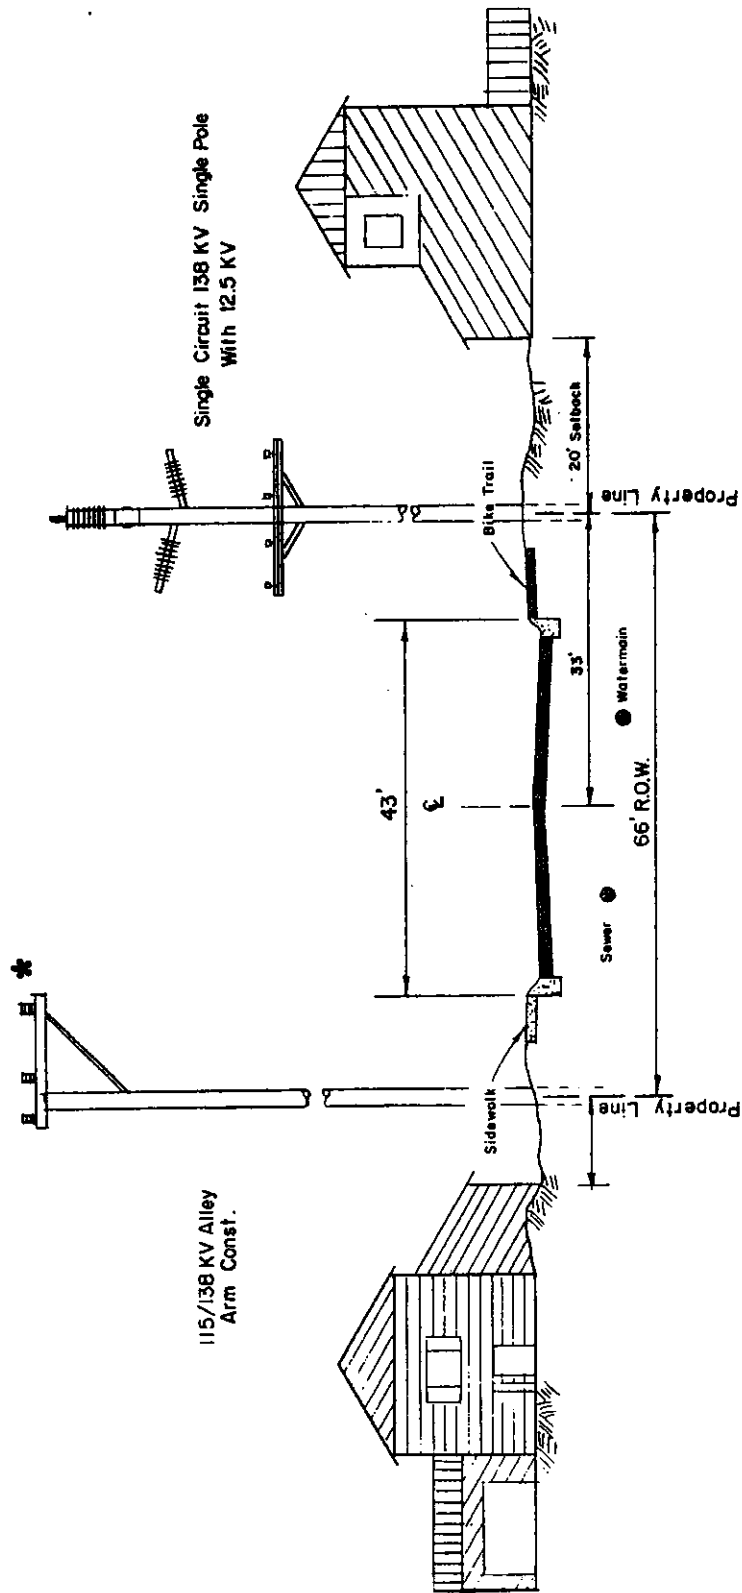 115/138 KV Alley
Arm Const.
*
Single Circuit 138 KV Single Pole
With 12.5 KV
43'
℄
Sidewalk
Bike Trail
20' Setback
Property Line
Property Line
33'
Sewer
Watermain
66' R.O.W.